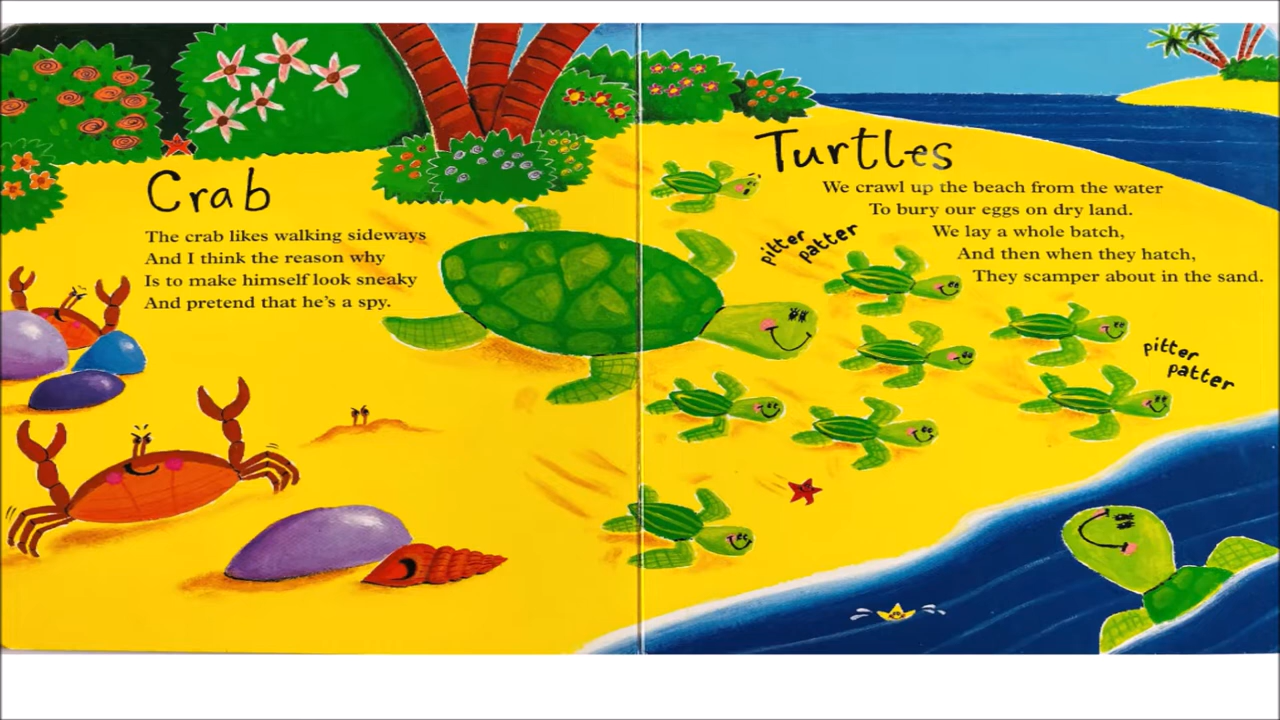 Crab
The crab likes walking sideways
And I think the reason why
Is to make himself look sneaky
And pretend that he's a spy.
Turtles
We crawl up the beach from the water
To bury our eggs on dry land.
We lay a whole batch,
And then when they hatch,
They scamper about in the sand.
pitter
patter
pitter
patter